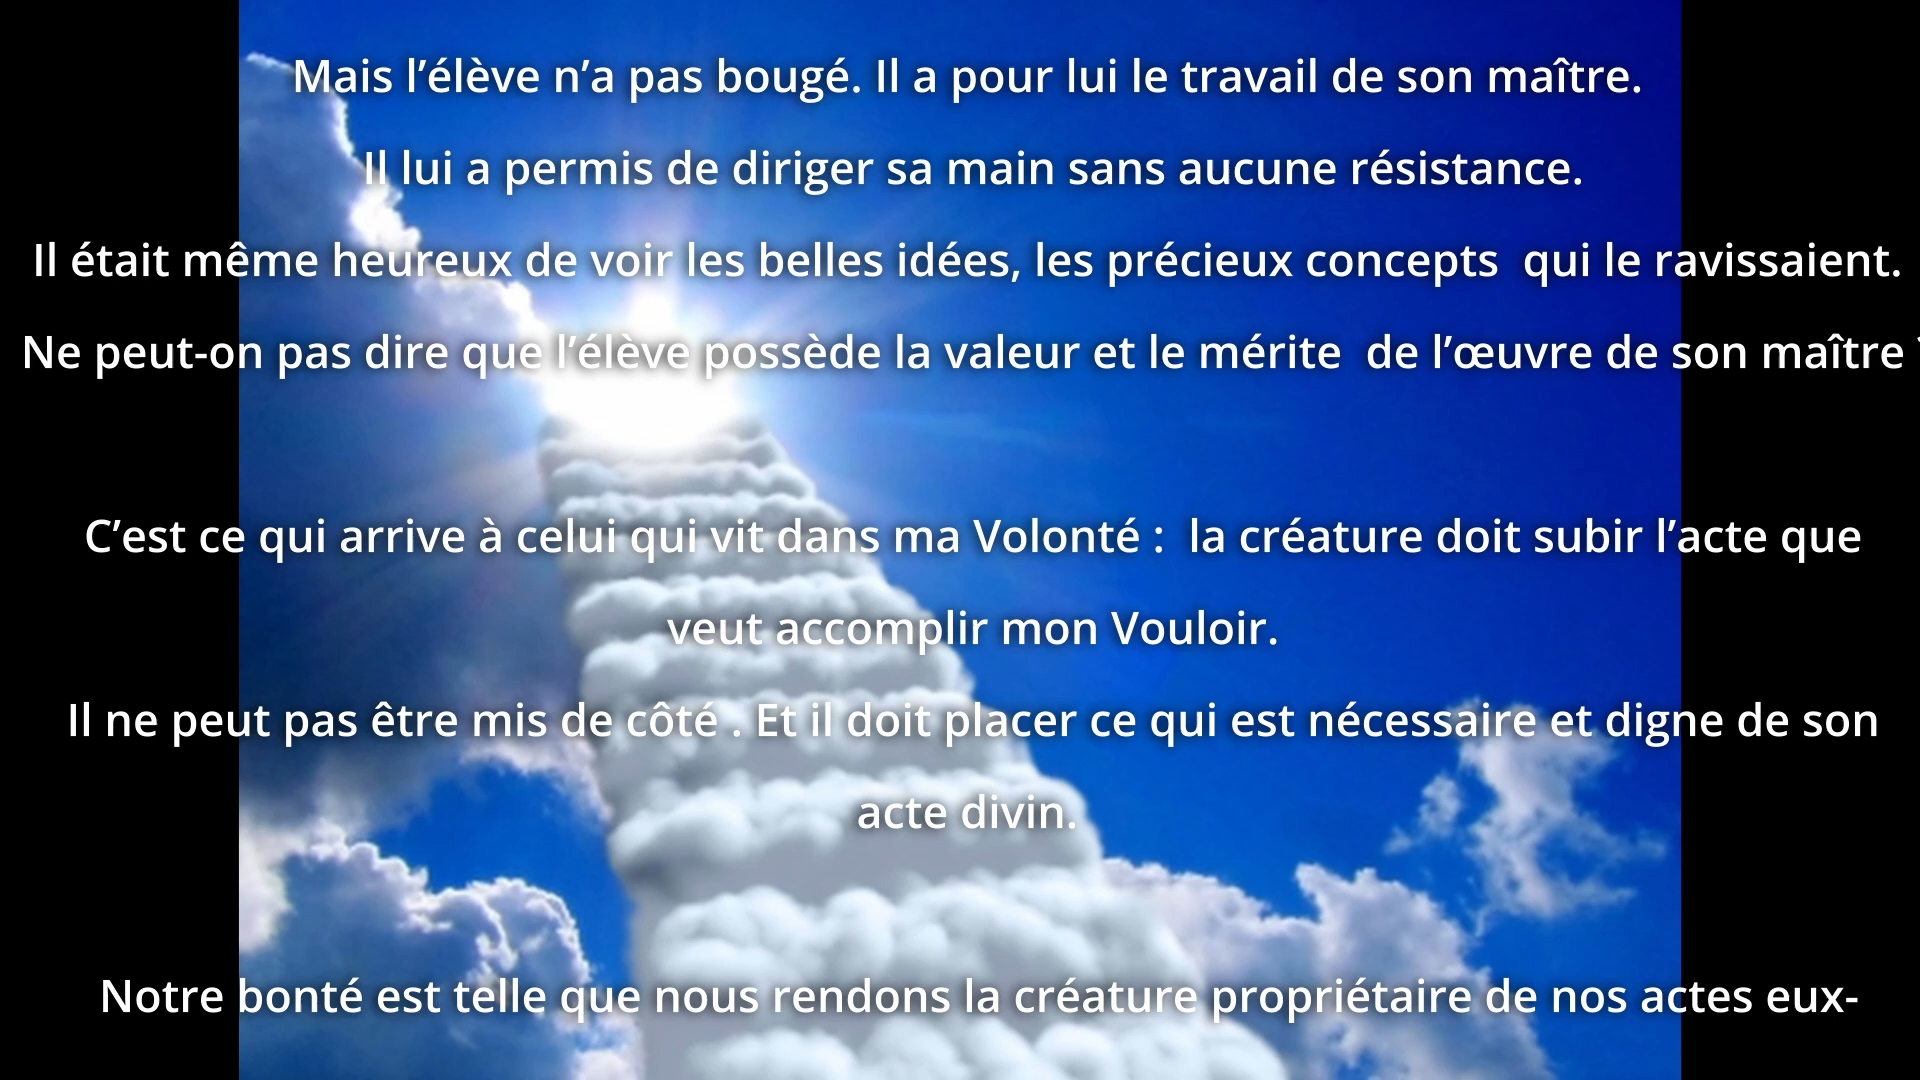 Mais l’élève n’a pas bougé. Il a pour lui le travail de son maître.
Il lui a permis de diriger sa main sans aucune résistance.
Il était même heureux de voir les belles idées, les précieux concepts  qui le ravissaient.
Ne peut-on pas dire que l’élève possède la valeur et le mérite  de l’œuvre de son maître ?
C’est ce qui arrive à celui qui vit dans ma Volonté :  la créature doit subir l’acte que
veut accomplir mon Vouloir.
Il ne peut pas être mis de côté . Et il doit placer ce qui est nécessaire et digne de son
acte divin.
Notre bonté est telle que nous rendons la créature propriétaire de nos actes eux-